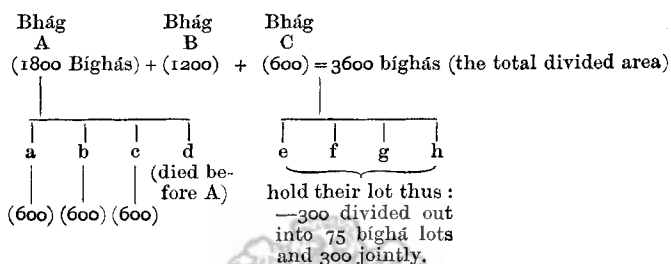 Bhág Bhág Bhág
A B C
(1800 Bíghás) + (1200) + (600) = 3600 bíghás (the total divided area)
a b c d e f g h
(died be-
fore A)
(600) (600) (600)
hold their lot thus :
—300 divided out
into 75 bíghá lots
and 300 jointly.